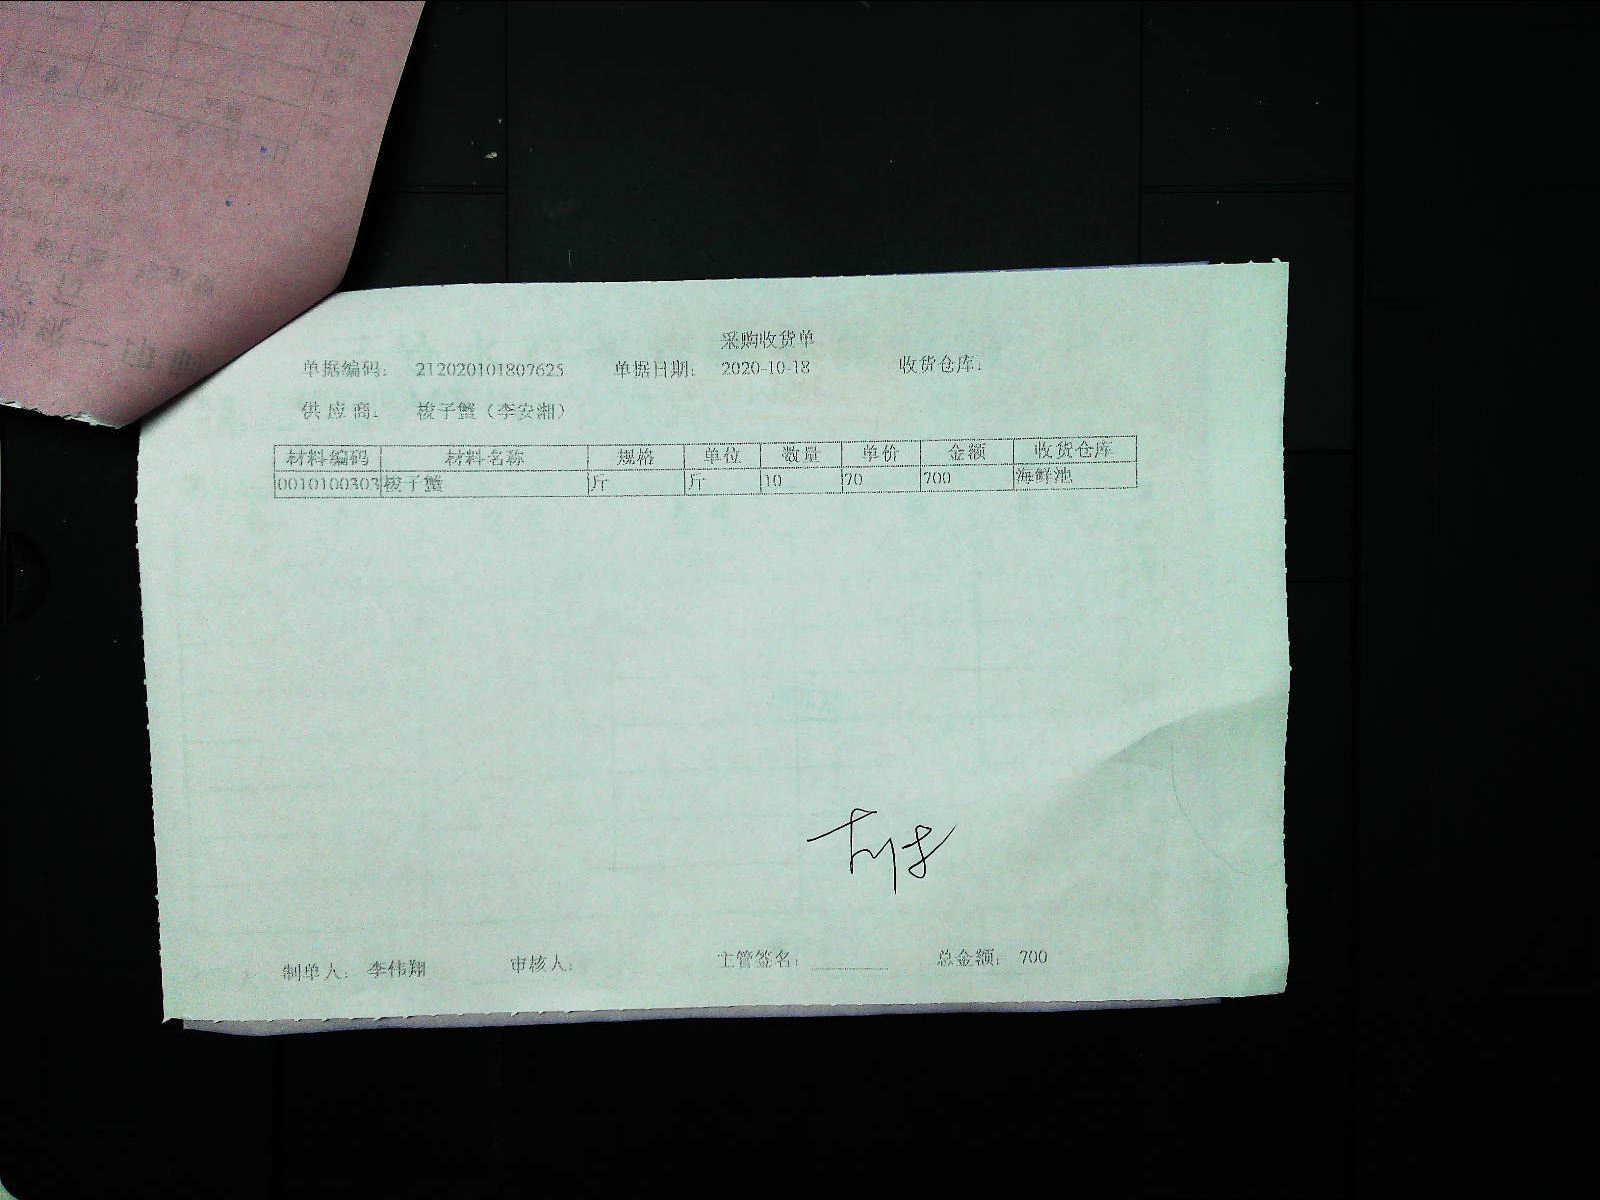 采购收货单
单据编码： 212020101807625 单据日期： 2020-10-18 收货仓库：
供应商： 梭子蟹（李安湘）
材料编码 材料名称 规格 单位 数量 单价 金额 收货仓库
0010100303 梭子蟹 斤 斤 10 70 700 海鲜池
制单人： 李伟翔 审核人： 主管签名： ________ 总金额： 700